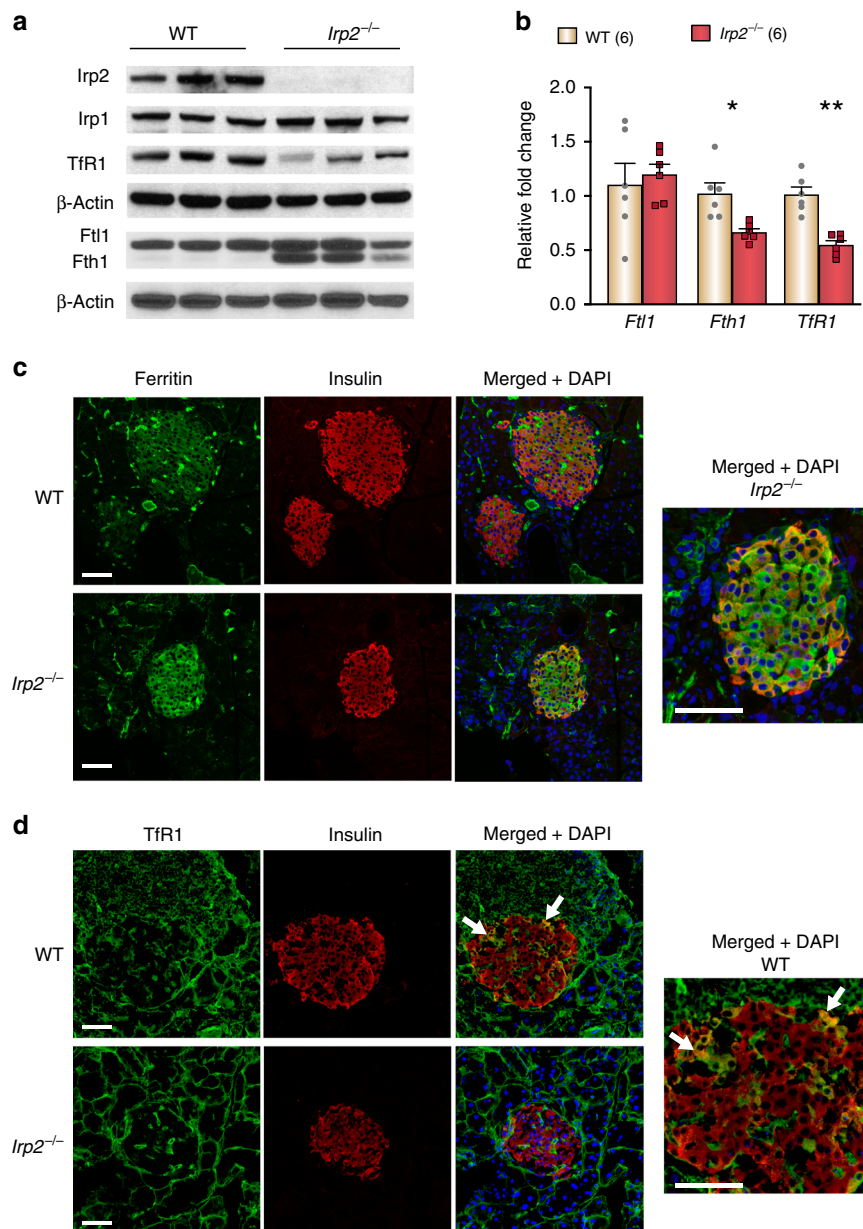 a
WT Irp2–/–
Irp2
Irp1
TfR1
β-Actin
Ftl1
Fth1
β-Actin
b
WT (6) Irp2–/– (6)
Relative fold change
2.0
1.5
1.0
0.5
0.0
* **
Ftl1 Fth1 TfR1
c
Ferritin Insulin Merged + DAPI
WT
Irp2–/–
Merged + DAPI
Irp2–/–
d
TfR1 Insulin Merged + DAPI
WT
Irp2–/–
Merged + DAPI
WT